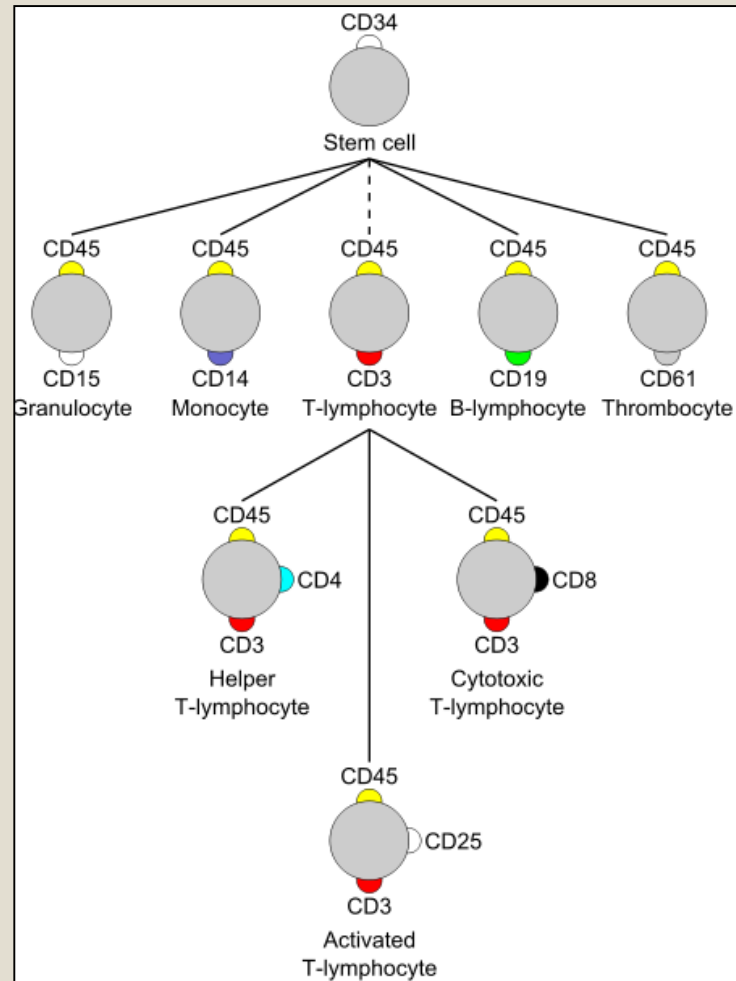 CD34
Stem cell
CD45 CD45 CD45 CD45 CD45
CD15 CD14 CD3 CD19 CD61
Granulocyte Monocyte T-lymphocyte B-lymphocyte Thrombocyte
CD45 CD45
CD4 CD8
CD3 CD3
Helper Cytotoxic
T-lymphocyte T-lymphocyte
CD45
CD25
CD3
Activated
T-lymphocyte